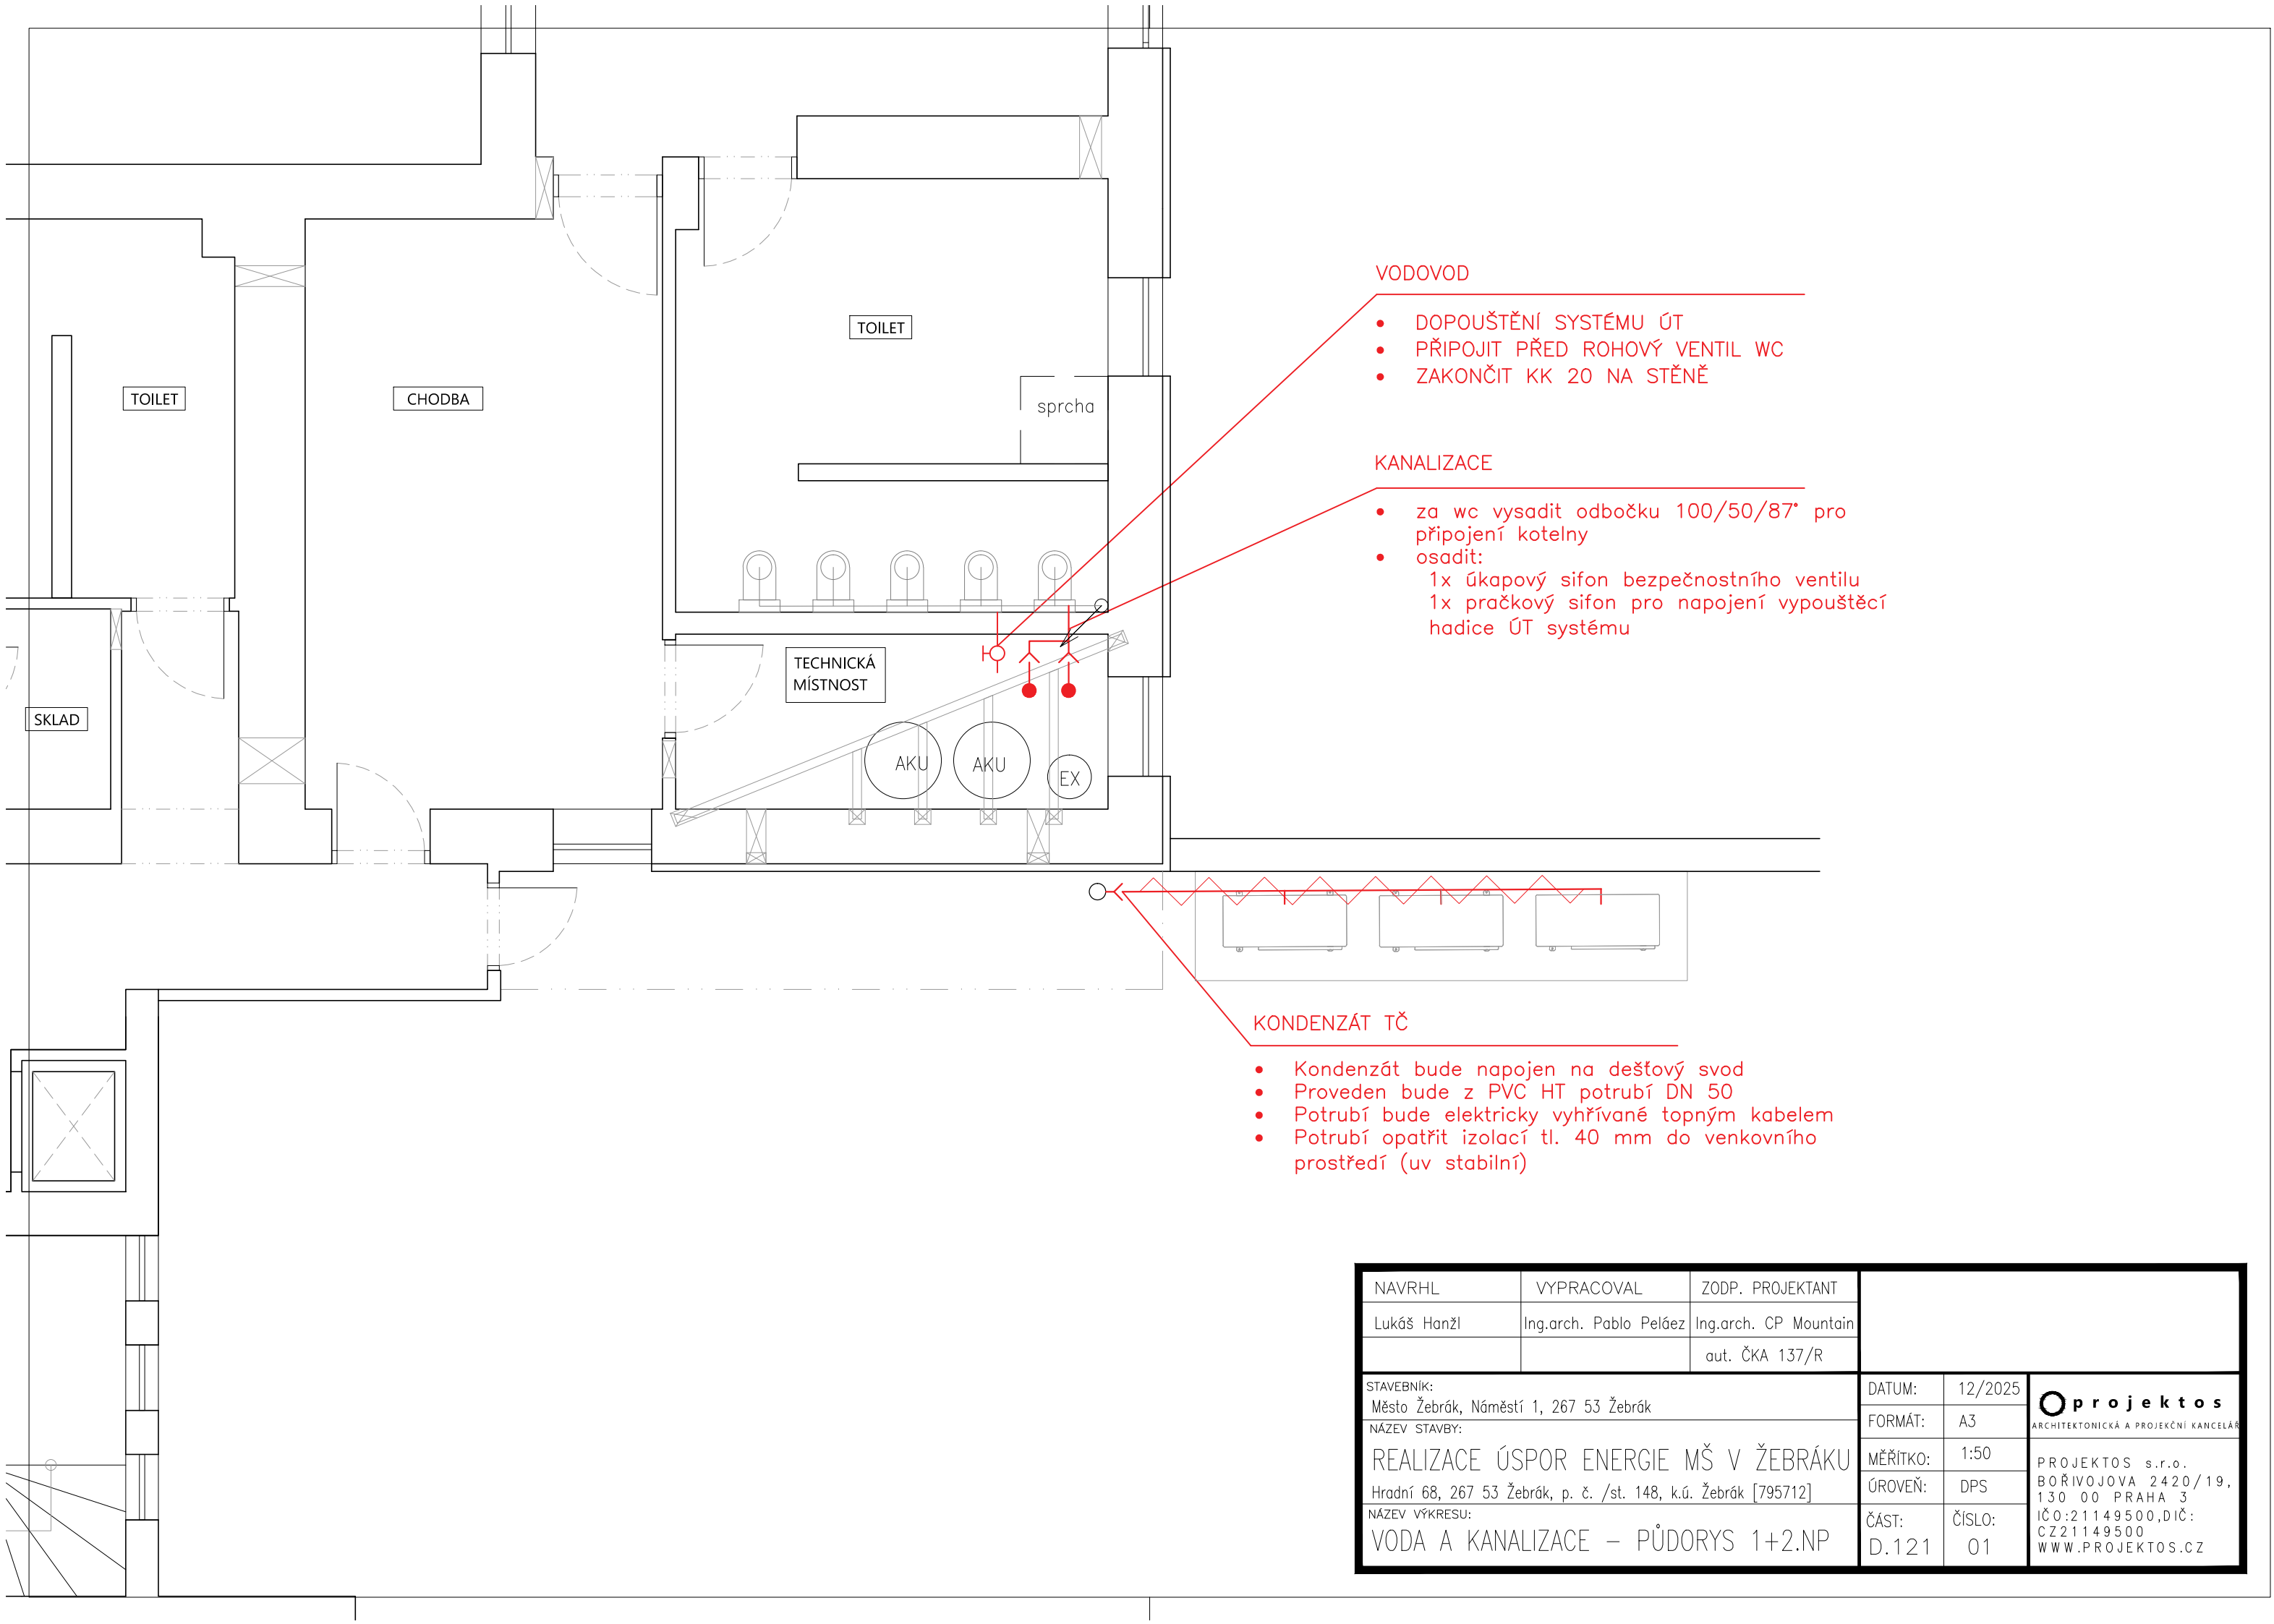 VODOVOD
• DOPOUŠTĚNÍ SYSTÉMU ÚT
• PŘIPOJIT PŘED ROHOVÝ VENTIL WC
• ZAKONČIT KK 20 NA STĚNĚ
TOILET
TOILET
CHODBA
sprcha
KANALIZACE
• za wc vysadit odbočku 100/50/87° pro
připojení kotelny
• osadit:
1x úkapový sifon bezpečnostního ventilu
1x pračkový sifon pro napojení vypouštěcí
hadice ÚT systému
TECHNICKÁ
MÍSTNOST
SKLAD
AKU
AKU
EX
KONDENZÁT TČ
• Kondenzát bude napojen na dešťový svod
• Proveden bude z PVC HT potrubí DN 50
• Potrubí bude elektricky vyhřívané topným kabelem
• Potrubí opatřit izolací tl. 40 mm do venkovního
prostředí (uv stabilní)
NAVRHL
VYPRACOVAL
ZODP. PROJEKTANT
Lukáš Hanžl
Ing.arch. Pablo Peláez
Ing.arch. CP Mountain
aut. ČKA 137/R
STAVEBNÍK:
Město Žebrák, Náměstí 1, 267 53 Žebrák
NÁZEV STAVBY:
REALIZACE ÚSPOR ENERGIE MŠ V ŽEBRÁKU
Hradní 68, 267 53 Žebrák, p. č. /st. 148, k.ú. Žebrák [795712]
NÁZEV VÝKRESU:
VODA A KANALIZACE – PŮDORYS 1+2.NP
DATUM: 12/2025
FORMÁT: A3
MĚŘÍTKO: 1:50
ÚROVEŇ: DPS
ČÁST: ČÍSLO:
D.121 01
projektos
ARCHITEKTONICKÁ A PROJEKČNÍ KANCELÁŘ
PROJEKTOS s.r.o.
BOŘIVOJOVA 2420/19,
130 00 PRAHA 3
IČO:21149500,DIČ:
CZ21149500
WWW.PROJEKTOS.CZ